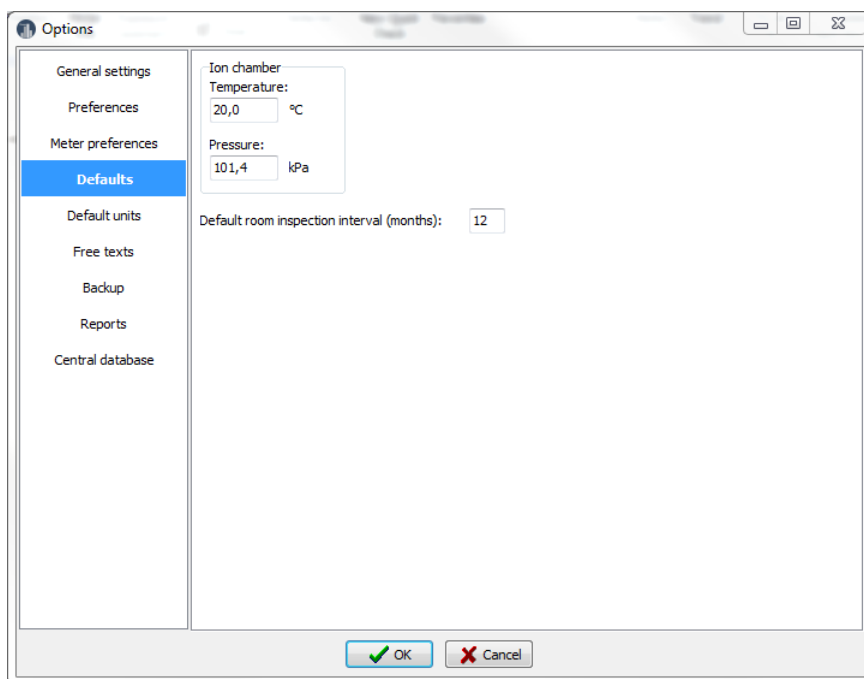 Options
General settings
Preferences
Meter preferences
Defaults
Default units
Free texts
Backup
Reports
Central database
Ion chamber
Temperature:
20,0 ºC
Pressure:
101,4 kPa
Default room inspection interval (months): 12
OK Cancel